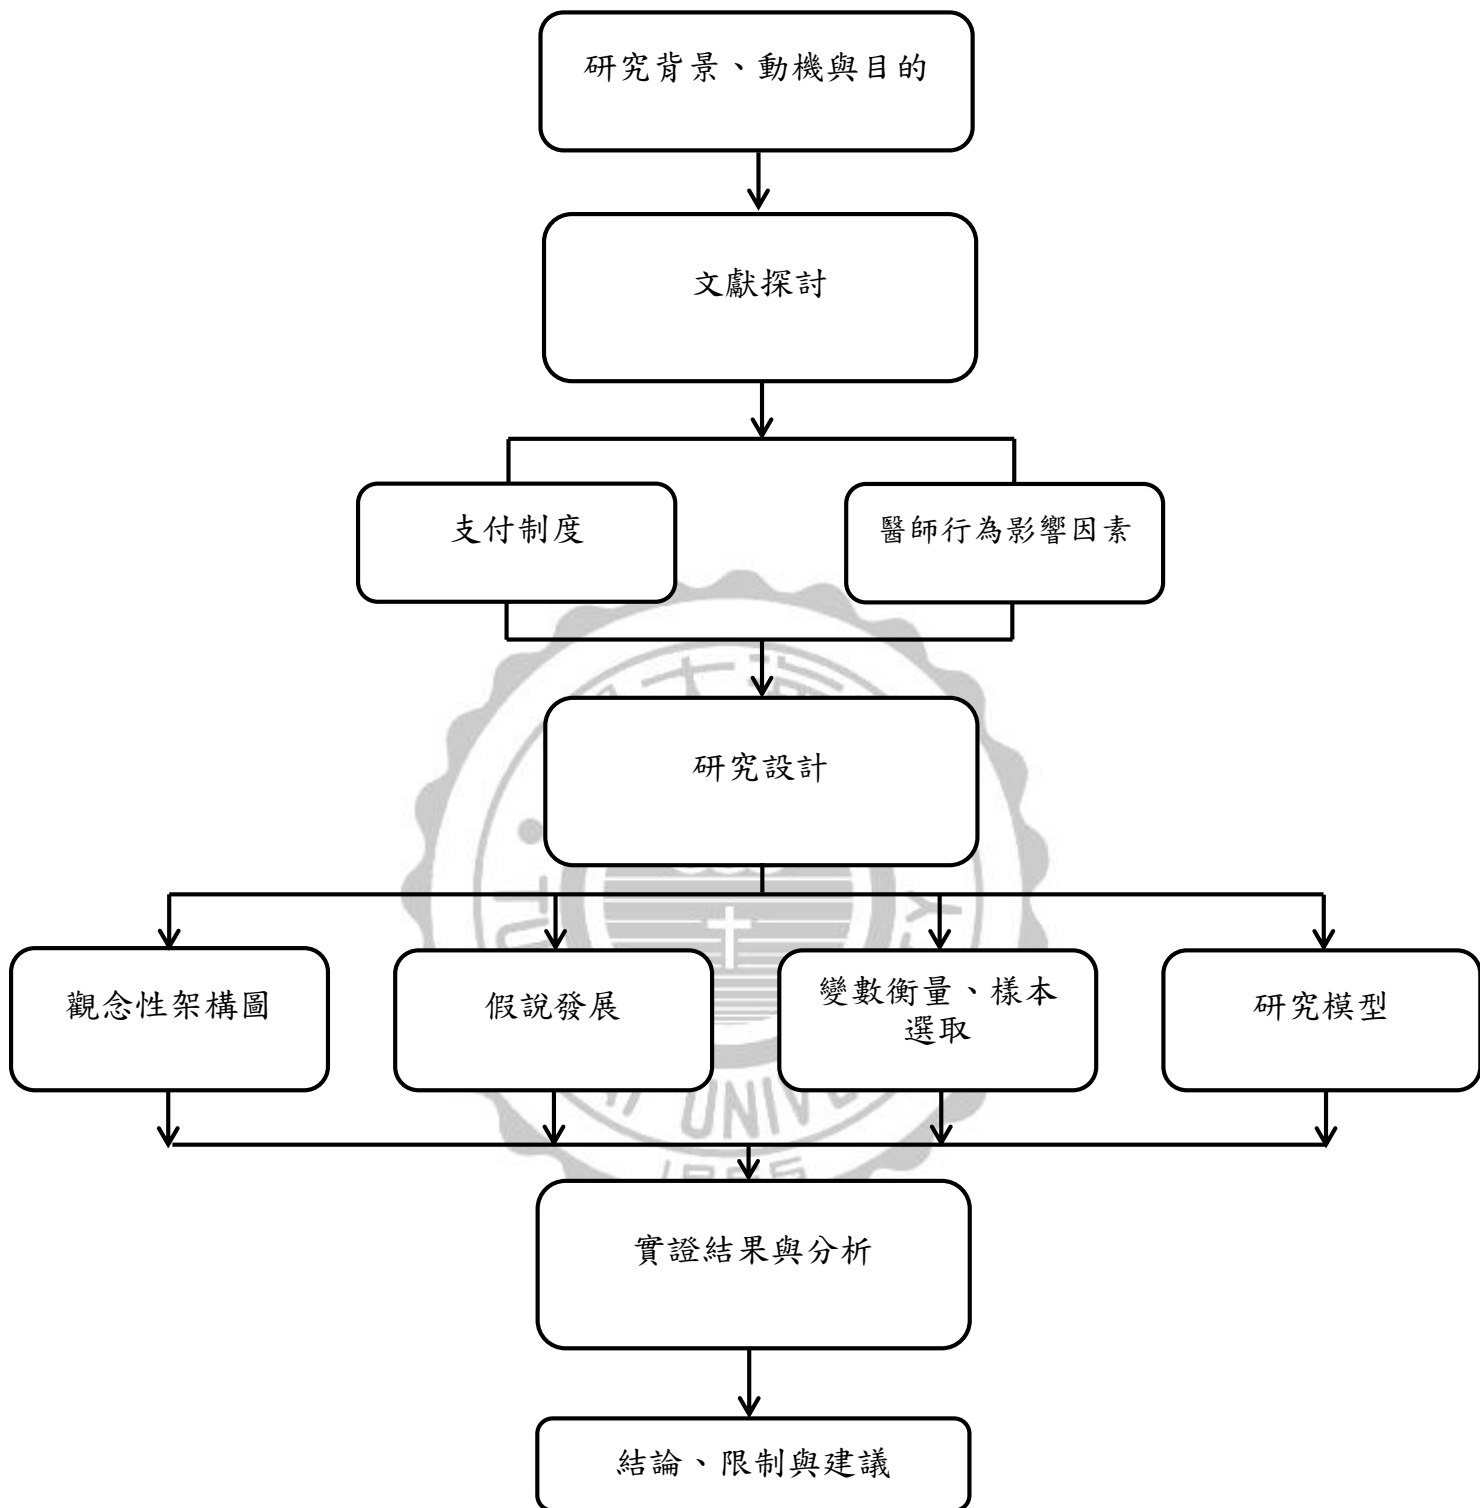 研究背景、動機與目的
文獻探討
支付制度
醫師行為影響因素
研究設計
觀念性架構圖
假說發展
變數衡量、樣本
選取
研究模型
實證結果與分析
結論、限制與建議